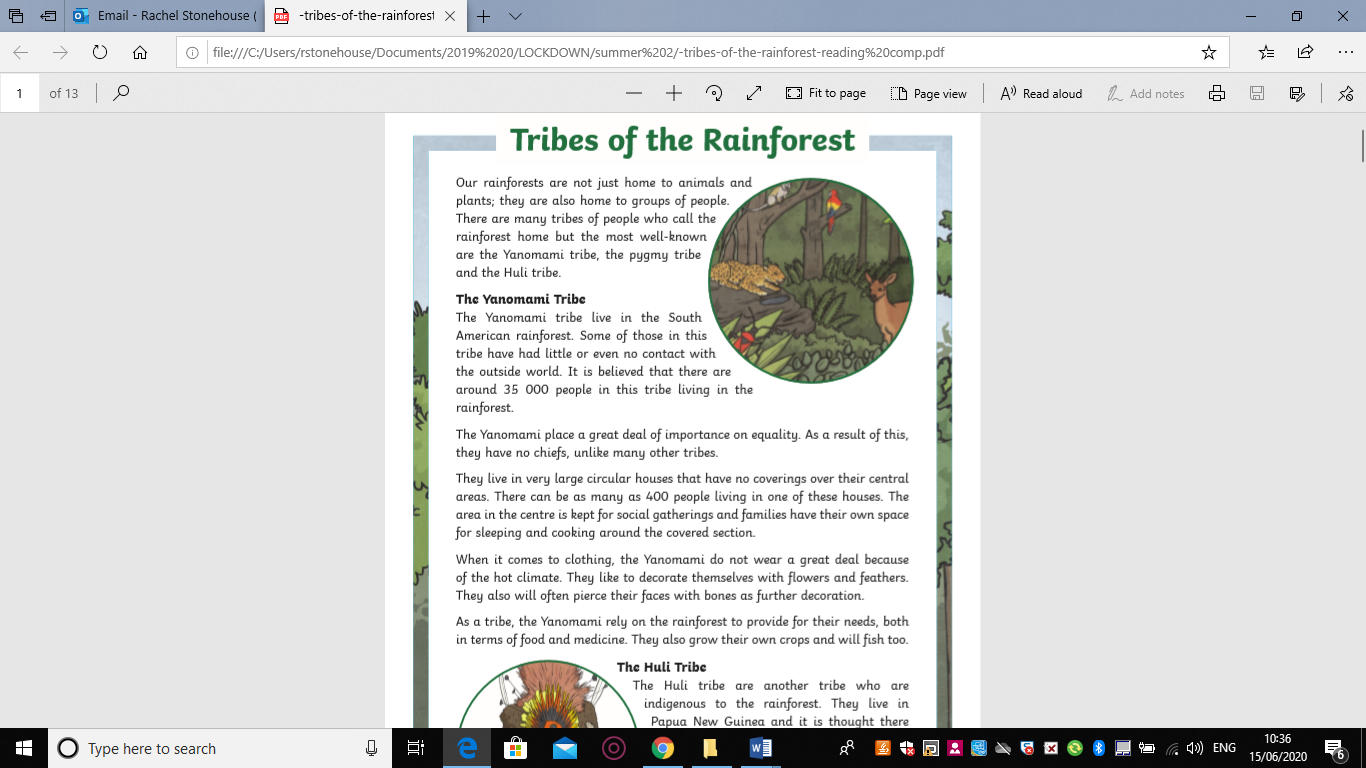 Email - Rachel Stonehouse (
-tribes-of-the-rainforest
file:///C:/Users/rstonehouse/Documents/2019%2020/LOCKDOWN/summer%202/-tribes-of-the-rainforest-reading%20comp.pdf
1 of 13
Fit to page
Page view
Read aloud
Add notes
Tribes of the Rainforest
Our rainforests are not just home to animals and
plants; they are also home to groups of people.
There are many tribes of people who call the
rainforest home but the most well-known
are the Yanomami tribe, the pygmy tribe
and the Huli tribe.
The Yanomami Tribe
The Yanomami tribe live in the South
American rainforest. Some of those in this
tribe have had little or even no contact with
the outside world. It is believed that there are
around 35 000 people in this tribe living in the
rainforest.
The Yanomami place a great deal of importance on equality. As a result of this,
they have no chiefs, unlike many other tribes.
They live in very large circular houses that have no coverings over their central
areas. There can be as many as 400 people living in one of these houses. The
area in the centre is kept for social gatherings and families have their own space
for sleeping and cooking around the covered section.
When it comes to clothing, the Yanomami do not wear a great deal because
of the hot climate. They like to decorate themselves with flowers and feathers.
They also will often pierce their faces with bones as further decoration.
As a tribe, the Yanomami rely on the rainforest to provide for their needs, both
in terms of food and medicine. They also grow their own crops and will fish too.
The Huli Tribe
The Huli tribe are another tribe who are
indigenous to the rainforest. They live in
Papua New Guinea and it is thought there
Type here to search
ENG
10:36
15/06/2020
6